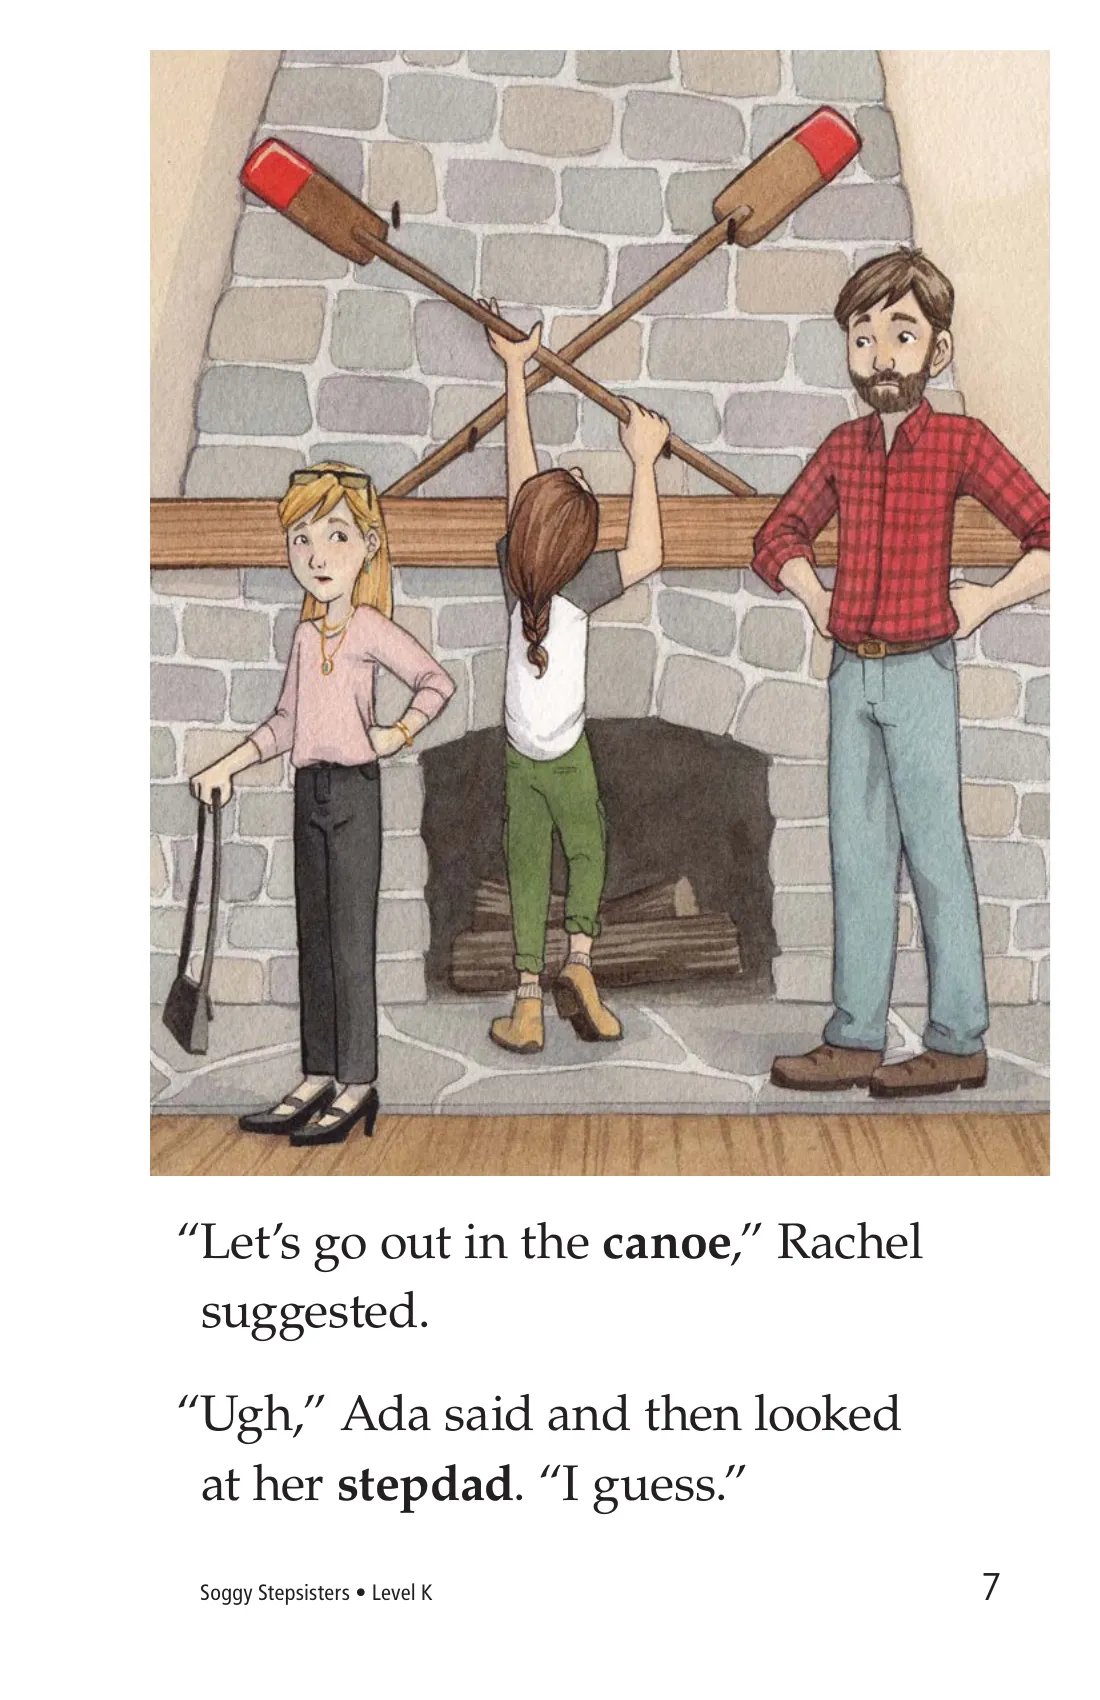 “Let’s go out in the canoe,” Rachel
suggested.
“Ugh,” Ada said and then looked
at her stepdad. “I guess.”
Soggy Stepsisters • Level K
7